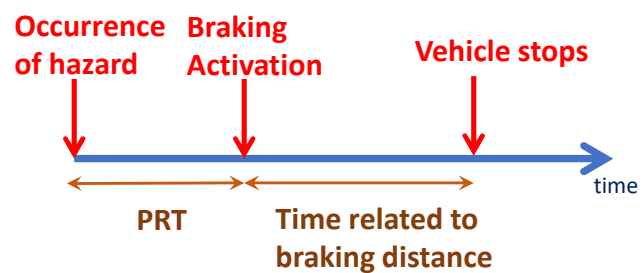 Occurrence
of hazard
Braking
Activation
Vehicle stops
time
PRT
Time related to
braking distance